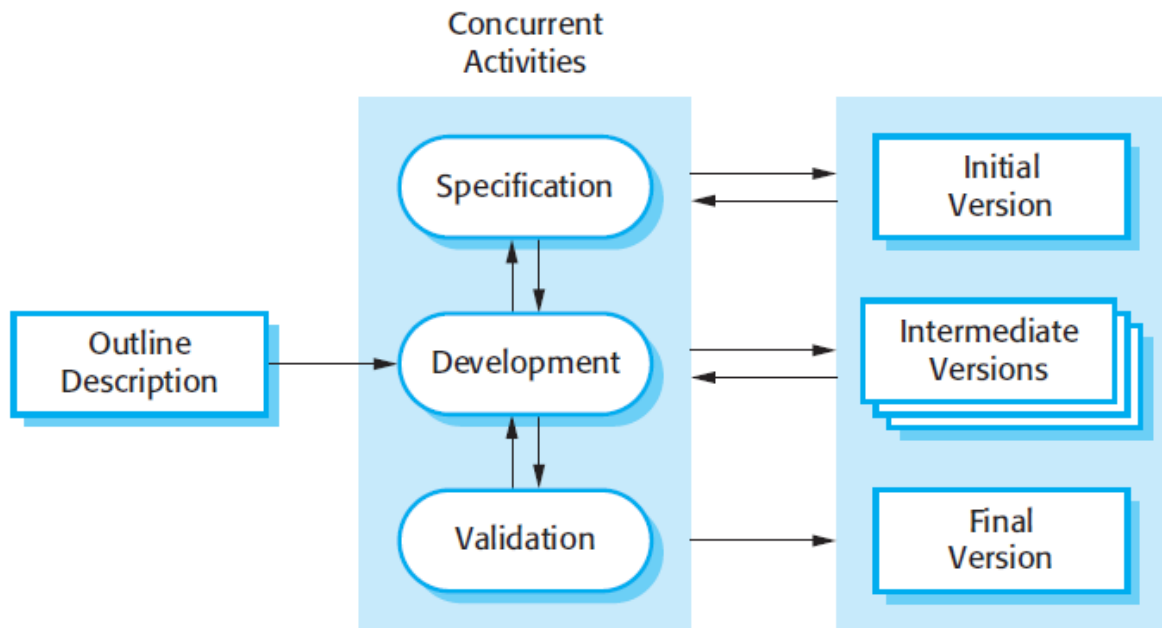 Concurrent
Activities
Specification
Initial
Version
Outline
Description
Development
Intermediate
Versions
Validation
Final
Version